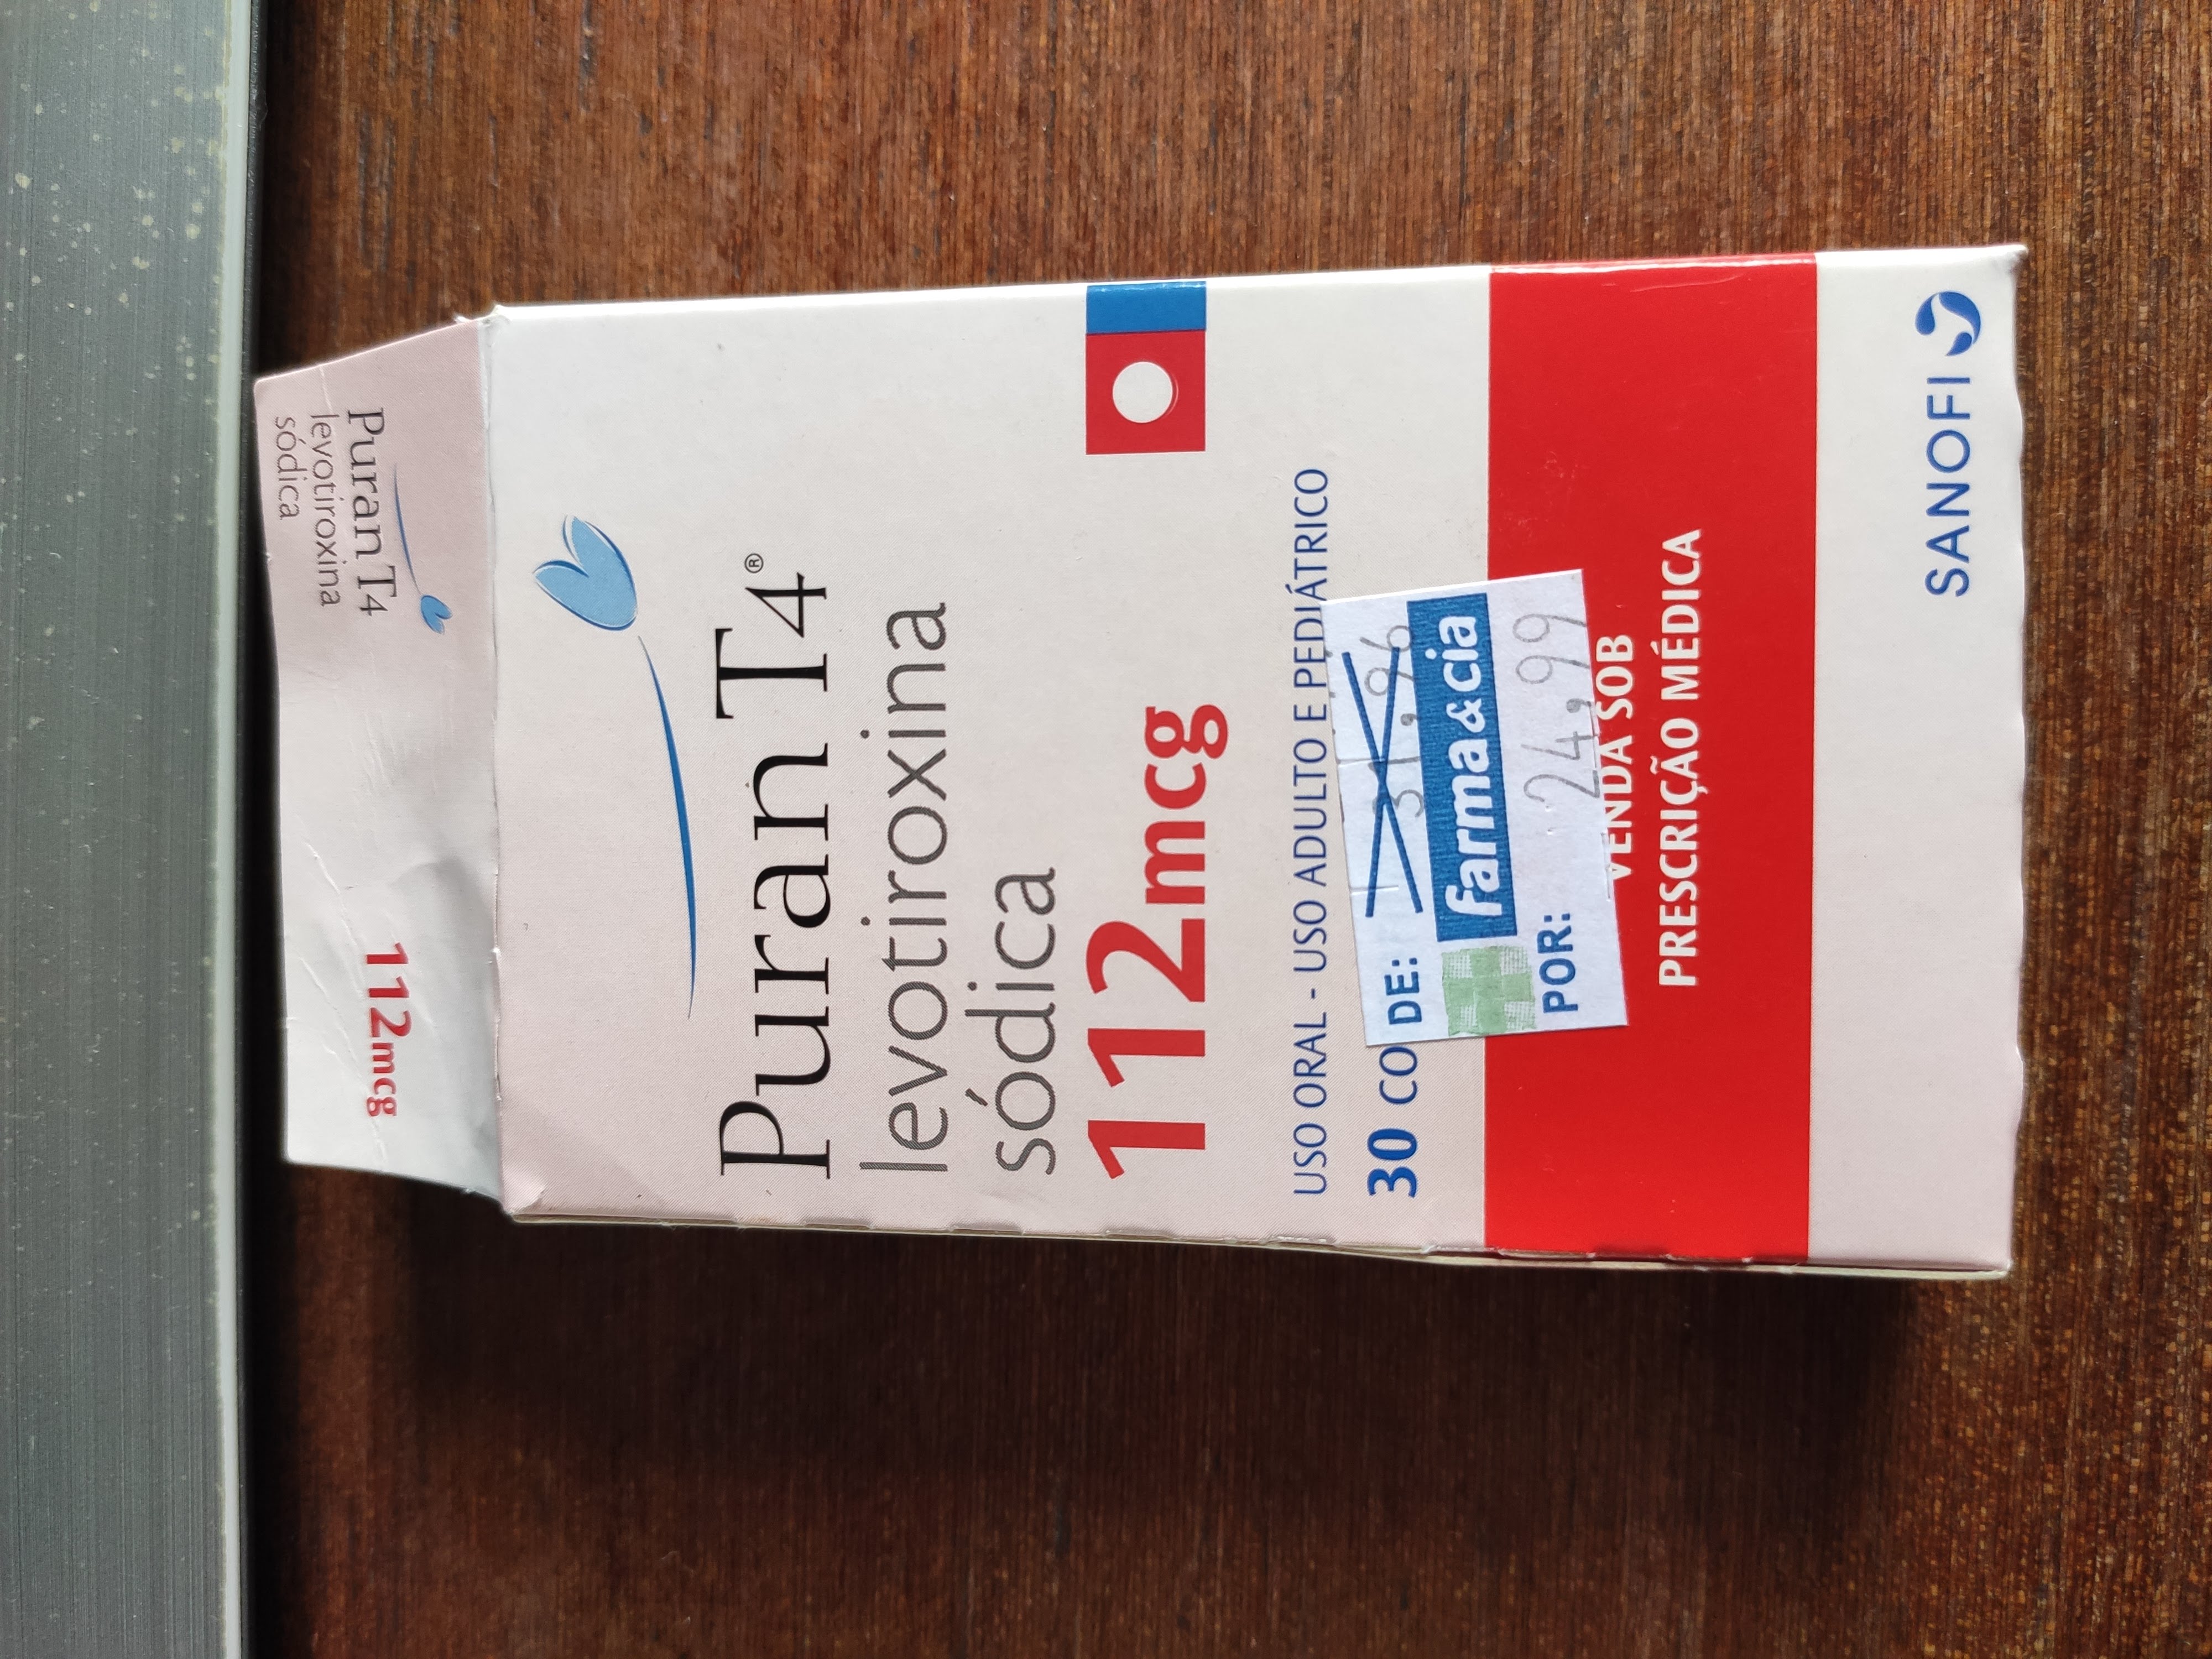 112mcg
Puran T4
levotiroxina
sódica
Puran T4®
levotiroxina
sódica
112mcg
USO ORAL - USO ADULTO E PEDIÁTRICO
30
DE: 31,96
farma&cia
POR: 24,99
VENDA SOB
PRESCRIÇÃO MÉDICA
SANOFI